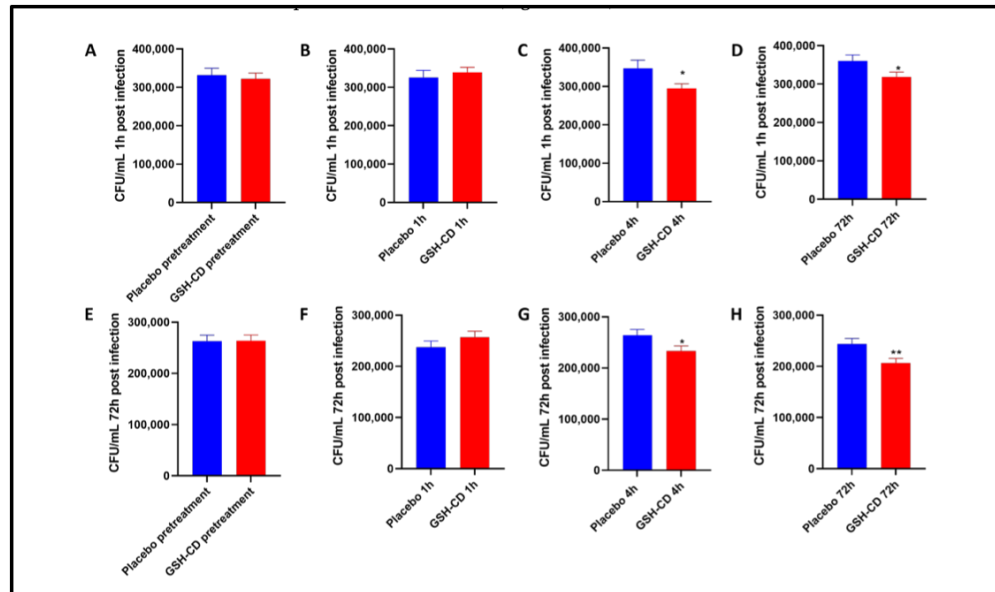 A
CFU/mL 1h post infection
400,000
300,000
200,000
100,000
0
Placebo pretreatment
GSH-CD pretreatment
B
CFU/mL 1h post infection
400,000
300,000
200,000
100,000
0
Placebo 1h
GSH-CD 1h
C
CFU/mL 1h post infection
400,000
300,000
200,000
100,000
0
*
Placebo 4h
GSH-CD 4h
D
CFU/mL 1h post infection
400,000
300,000
200,000
100,000
0
*
Placebo 72h
GSH-CD 72h
E
CFU/mL 72h post infection
300,000
200,000
100,000
0
Placebo pretreatment
GSH-CD pretreatment
F
CFU/mL 72h post infection
300,000
200,000
100,000
0
Placebo 1h
GSH-CD 1h
G
CFU/mL 72h post infection
300,000
200,000
100,000
0
*
Placebo 4h
GSH-CD 4h
H
CFU/mL 72h post infection
300,000
200,000
100,000
0
**
Placebo 72h
GSH-CD 72h